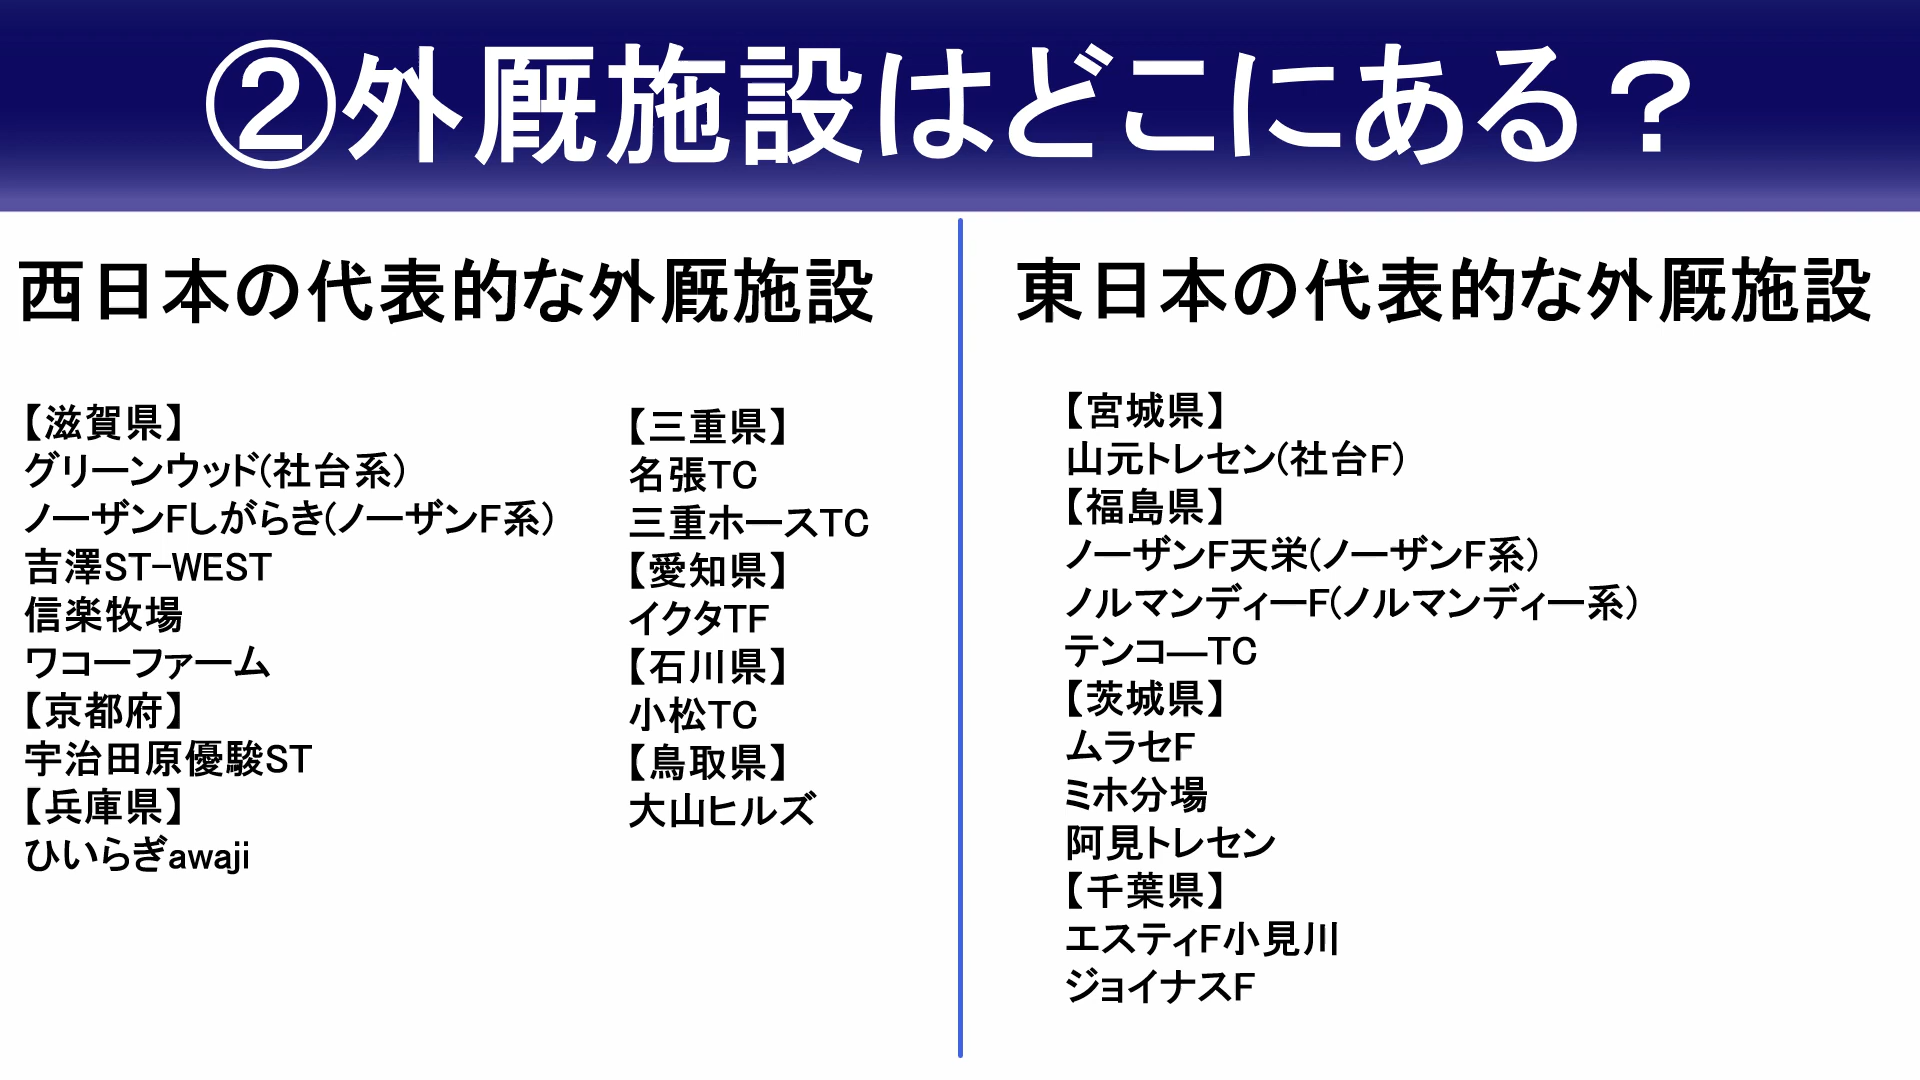 ②外厩施設はどこにある？
西日本の代表的な外厩施設
【滋賀県】
グリーンウッド(社台系)
ノーザンFしがらき(ノーザンF系)
吉澤ST-WEST
信楽牧場
ワコーファーム
【京都府】
宇治田原優駿ST
【兵庫県】
ひいらぎawaji
【三重県】
名張TC
三重ホースTC
【愛知県】
イクタTF
【石川県】
小松TC
【鳥取県】
大山ヒルズ
東日本の代表的な外厩施設
【宮城県】
山元トレセン(社台F)
【福島県】
ノーザンF天栄(ノーザンF系)
ノルマンディーF(ノルマンディー系)
テンコ―TC
【茨城県】
ムラセF
ミホ分場
阿見トレセン
【千葉県】
エスティF小見川
ジョイナスF